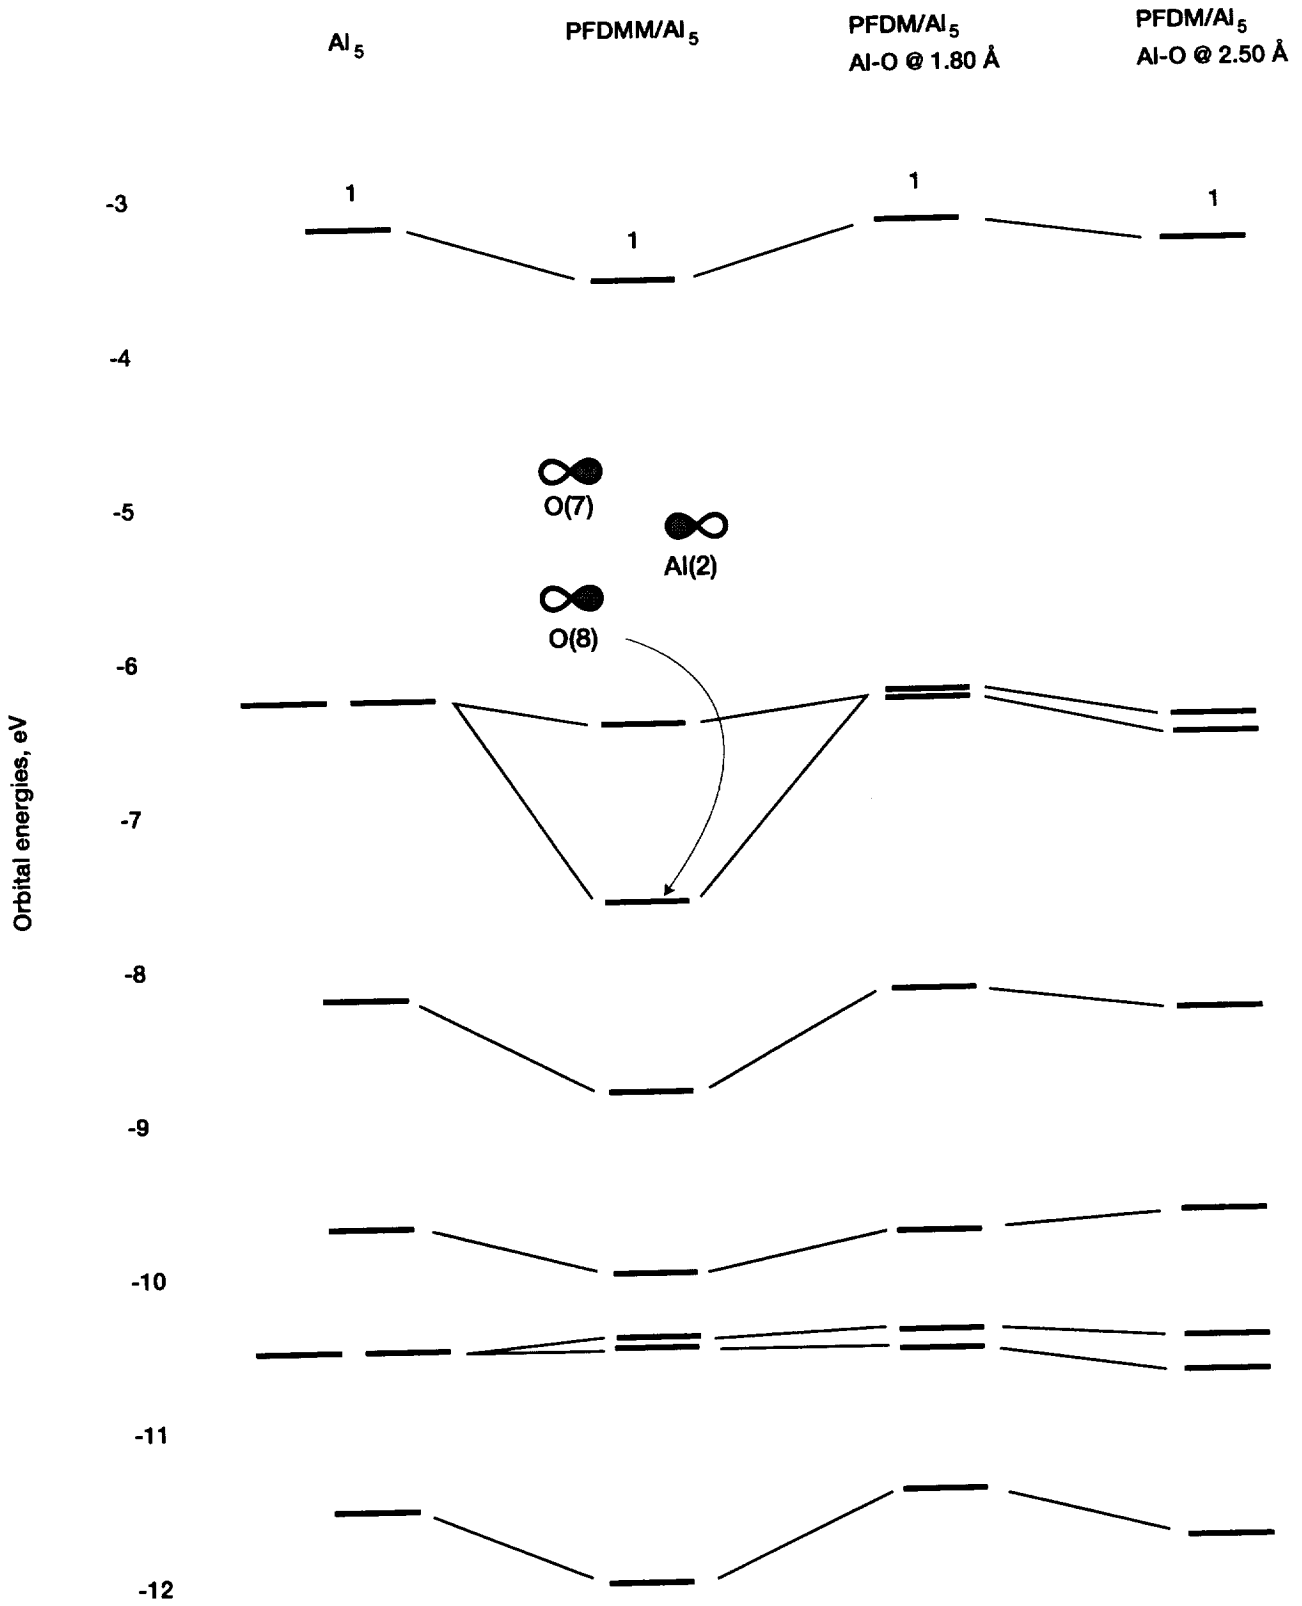 Al5
PFDMM/Al5
PFDM/Al5
Al-O @ 1.80 Å
PFDM/Al5
Al-O @ 2.50 Å
1
1
1
1
-3
-4
O(7)
-5
Al(2)
O(8)
-6
-7
Orbital energies, eV
-8
-9
-10
-11
-12